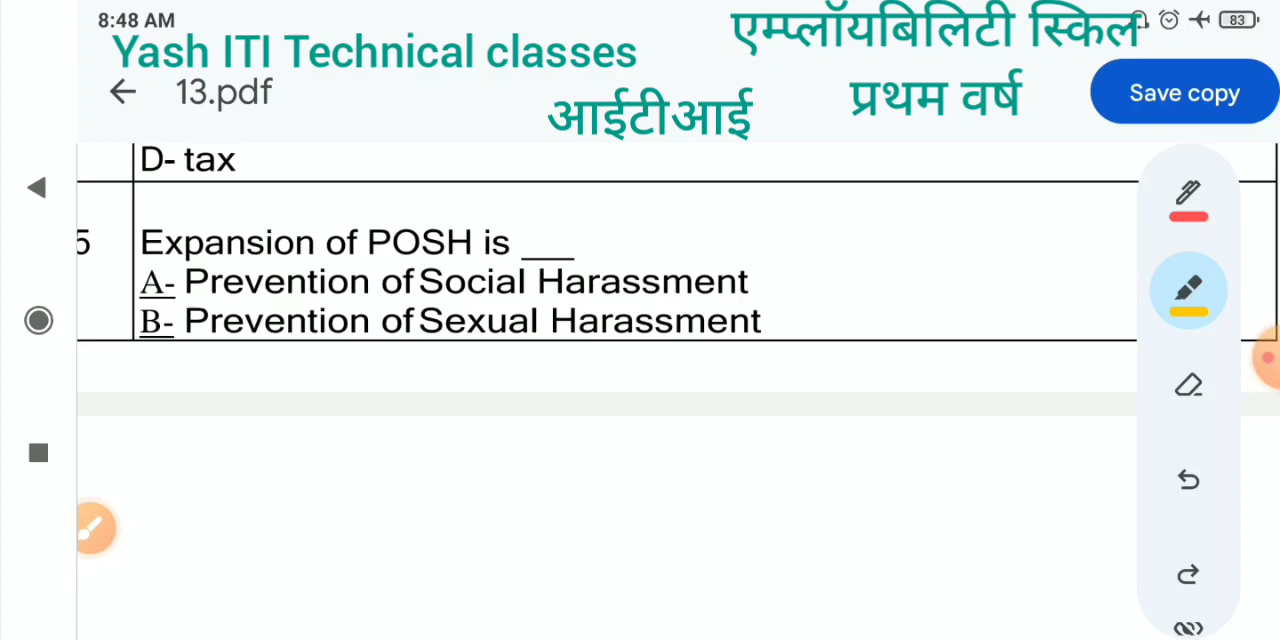 8:48 AM
83
Yash ITI Technical classes
एम्प्लॉयबिलिटी स्किल
13.pdf
आईटीआई
प्रथम वर्ष
Save copy
D- tax
5
Expansion of POSH is ___
A- Prevention of Social Harassment
B- Prevention of Sexual Harassment